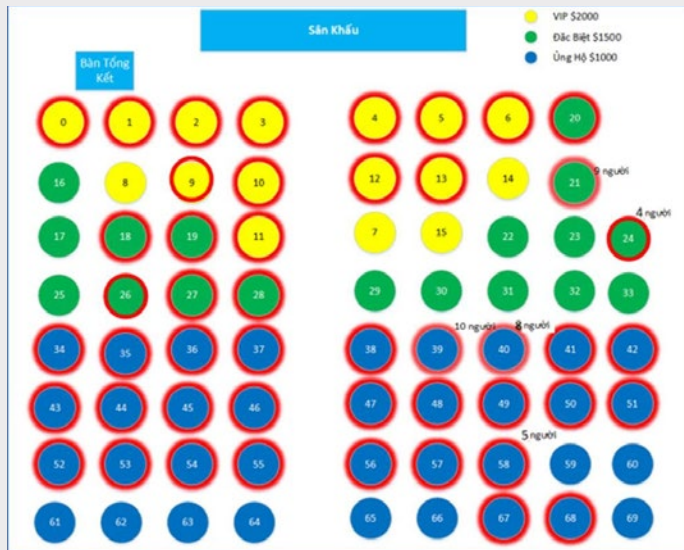 Sân Khấu
VIP $2000
Đăc Biệt $1500
Ủng Hộ $1000
Bàn Tổng
Kết
0 1 2 3 4 5 6 20
16 8 9 10 12 13 14 21 9 người
4 người
17 18 19 11 7 15 22 23 24
25 26 27 28 29 30 31 32 33
10 người 8 người
34 35 36 37 38 39 40 41 42
43 44 45 46 47 48 49 50 51
5 người
52 53 54 55 56 57 58 59 60
61 62 63 64 65 66 67 68 69